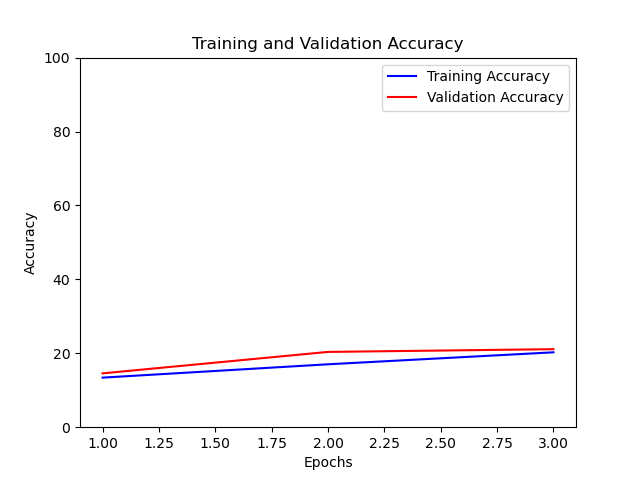 Training and Validation Accuracy
100
80
60
40
20
0
Accuracy
Training Accuracy
Validation Accuracy
1.00 1.25 1.50 1.75 2.00 2.25 2.50 2.75 3.00
Epochs